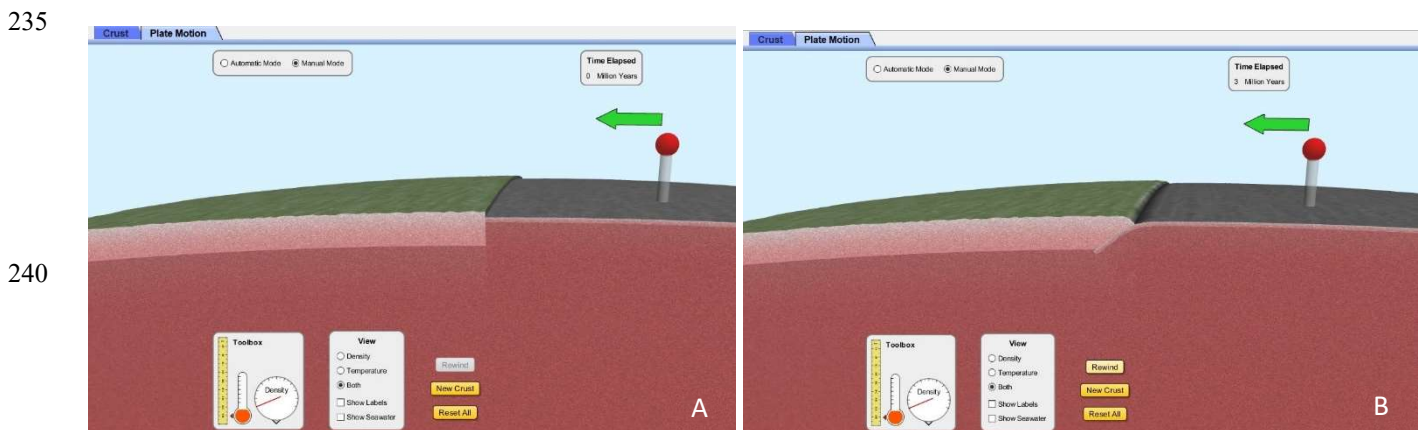 235
240
Crust Plate Motion
Automatic Mode Manual Mode
Time Elapsed
0 Million Years
Toolbox
Density
View
Density
Temperature
Both
Show Labels
Show Seawater
Rewind
New Crust
Reset All
A
Crust Plate Motion
Automatic Mode Manual Mode
Time Elapsed
3 Million Years
Toolbox
Density
View
Density
Temperature
Both
Show Labels
Show Seawater
Rewind
New Crust
Reset All
B